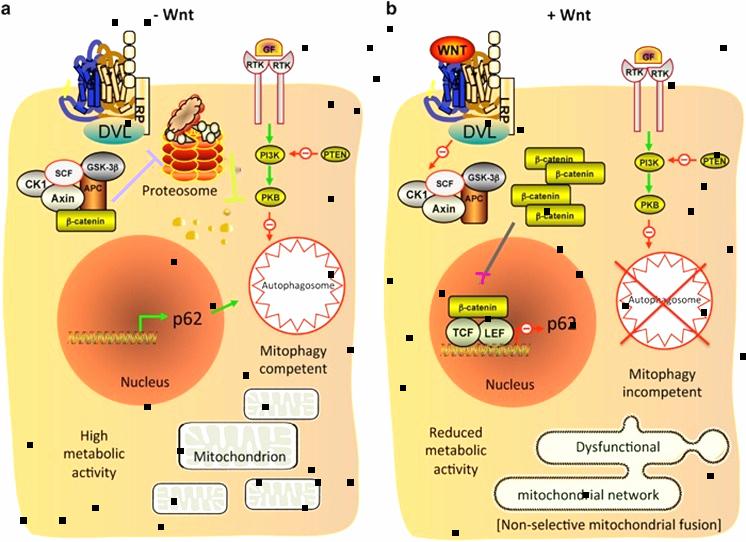 a
- Wnt
GF
RTK RTK
LRP
DVL
SCF
GSK-3β
CK1
APC
Axin
β-catenin
Proteosome
PI3K
PTEN
PKB
Autophagosome
p62
Nucleus
Mitophagy
competent
High
metabolic
activity
Mitochondrion
b
+ Wnt
WNT
GF
RTK RTK
LRP
DVL
SCF
GSK-3β
CK1
APC
Axin
β-catenin
β-catenin
β-catenin
β-catenin
PI3K
PTEN
PKB
Autophagosome
β-catenin
TCF LEF
p62
Nucleus
Mitophagy
incompetent
Reduced
metabolic
activity
Dysfunctional
mitochondrial network
[Non-selective mitochondrial fusion]